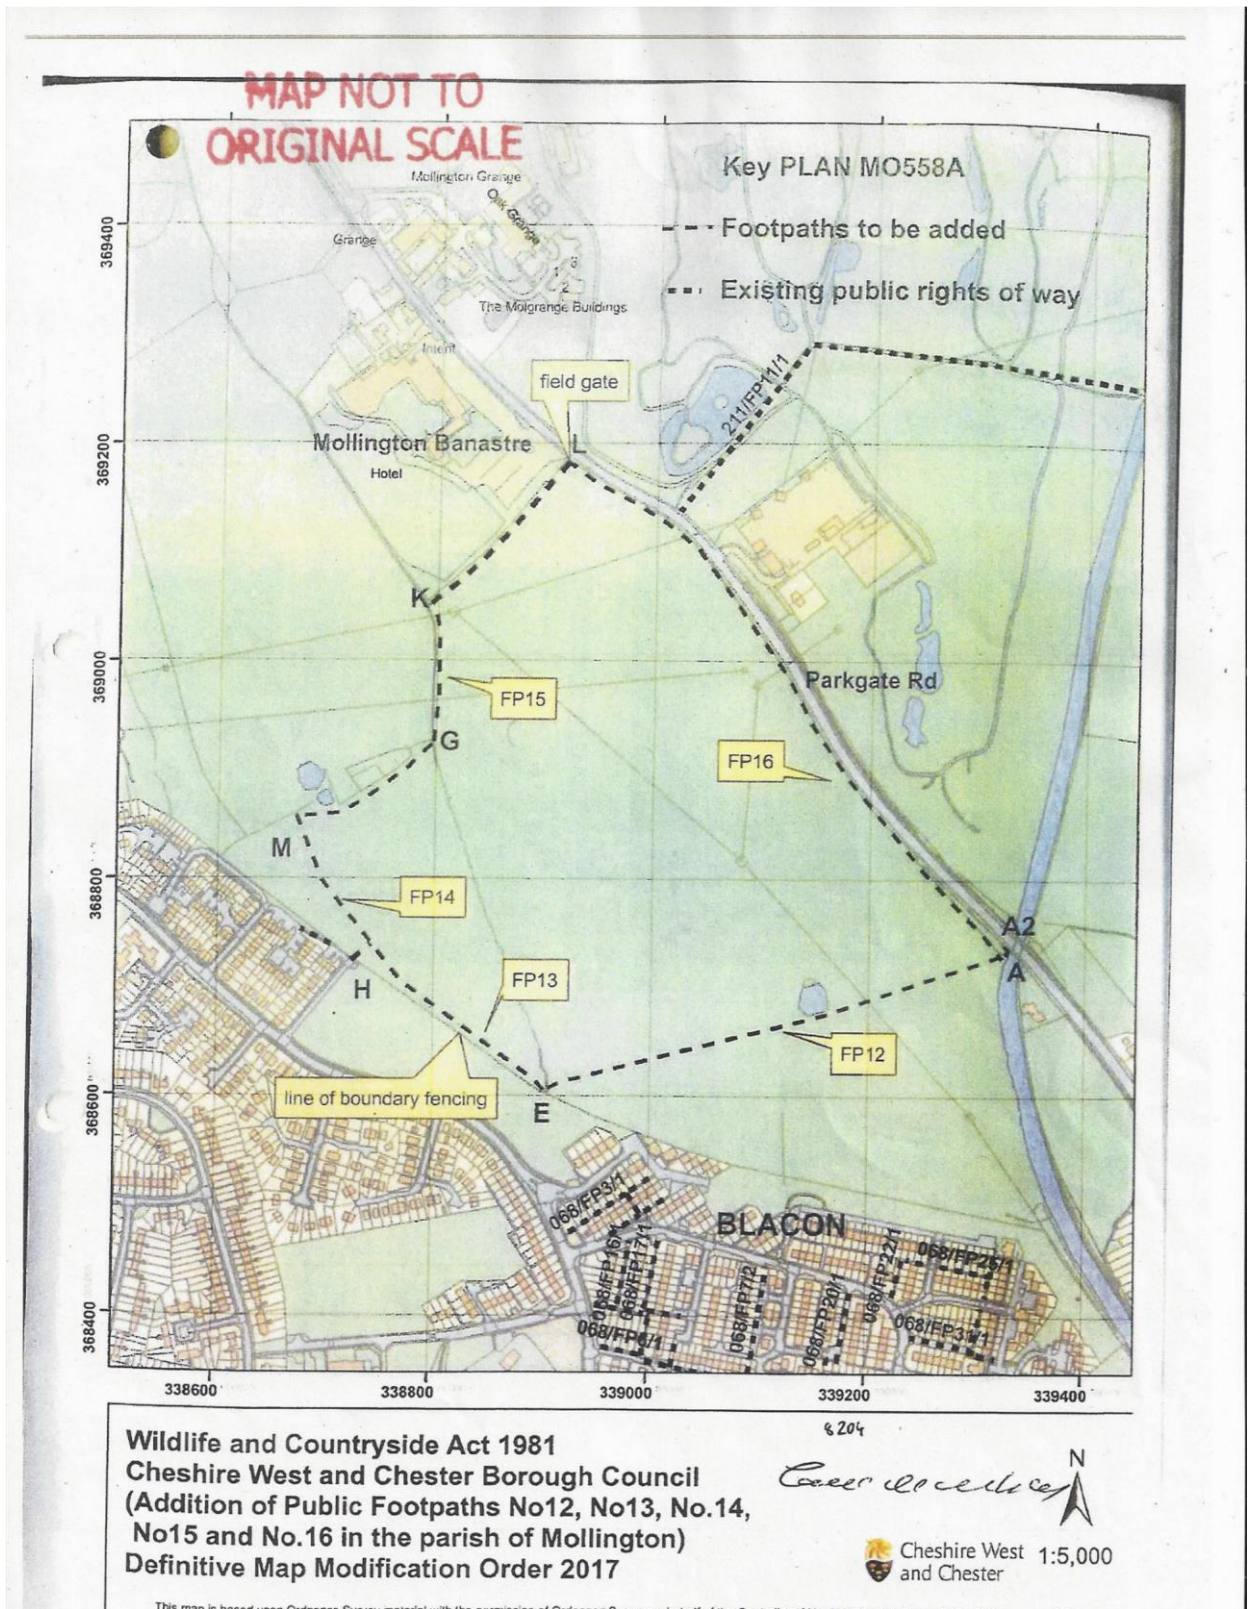 MAP NOT TO
ORIGINAL SCALE
Key PLAN MO558A
Footpaths to be added
Existing public rights of way
Mollington Grange
Oak Grange
Grange
3
1
2
The Molgrange Buildings
field gate
L
211/FP11/1
Mollington Banastre
Hotel
K
FP15
Parkgate Rd
G
FP16
M
FP14
A2
A
H
FP13
FP12
line of boundary fencing
E
068/FP3/1
BLACON
068/FP16/1
068/FP17/1
068/FP7/2
068/FP20/1
068/FP22/1
068/FP25/1
068/FP6/1
068/FP31/1
369400
369200
369000
368800
368600
368400
338600
338800
339000
339200
339400
8204
Wildlife and Countryside Act 1981
Cheshire West and Chester Borough Council
(Addition of Public Footpaths No12, No13, No.14,
No15 and No.16 in the parish of Mollington)
Definitive Map Modification Order 2017
N
Cheshire West
and Chester
1:5,000